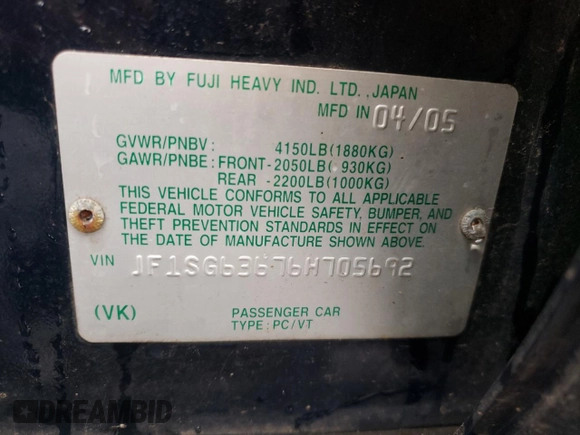 MFD BY FUJI HEAVY IND. LTD., JAPAN
MFD IN 04/05
GVWR/PNBV: 4150LB(1880KG)
GAWR/PNBE: FRONT-2050LB( 930KG)
REAR -2200LB(1000KG)
THIS VEHICLE CONFORMS TO ALL APPLICABLE
FEDERAL MOTOR VEHICLE SAFETY, BUMPER, AND
THEFT PREVENTION STANDARDS IN EFFECT ON
THE DATE OF MANUFACTURE SHOWN ABOVE.
VIN JF1SG63676H705692
(VK) PASSENGER CAR
TYPE: PC/VT
DREAMBID